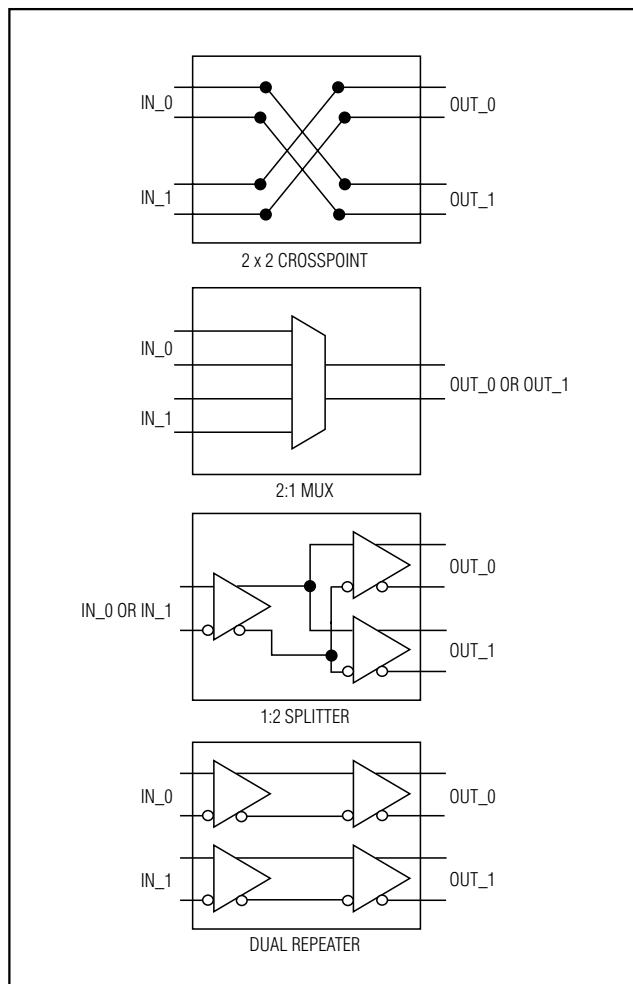 IN_0
OUT_0
IN_1
OUT_1
2 x 2 CROSSPOINT
IN_0
OUT_0 OR OUT_1
IN_1
2:1 MUX
OUT_0
IN_0 OR IN_1
OUT_1
1:2 SPLITTER
IN_0
OUT_0
IN_1
OUT_1
DUAL REPEATER